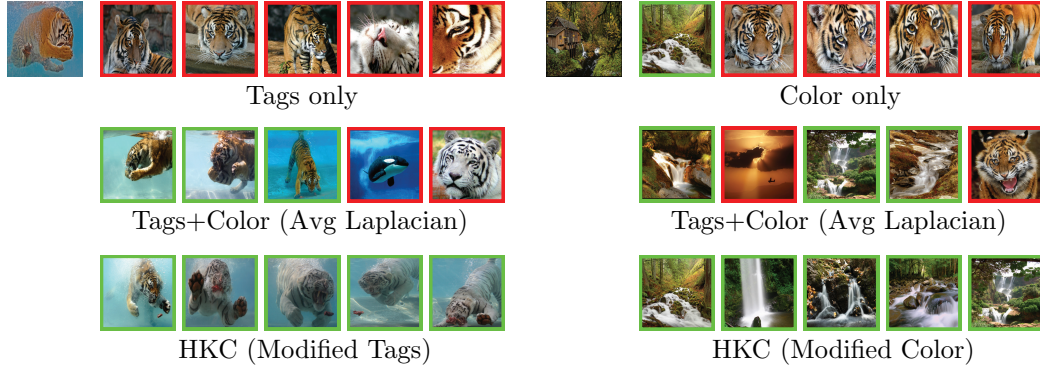 Tags only
Color only
Tags+Color (Avg Laplacian)
Tags+Color (Avg Laplacian)
HKC (Modified Tags)
HKC (Modified Color)